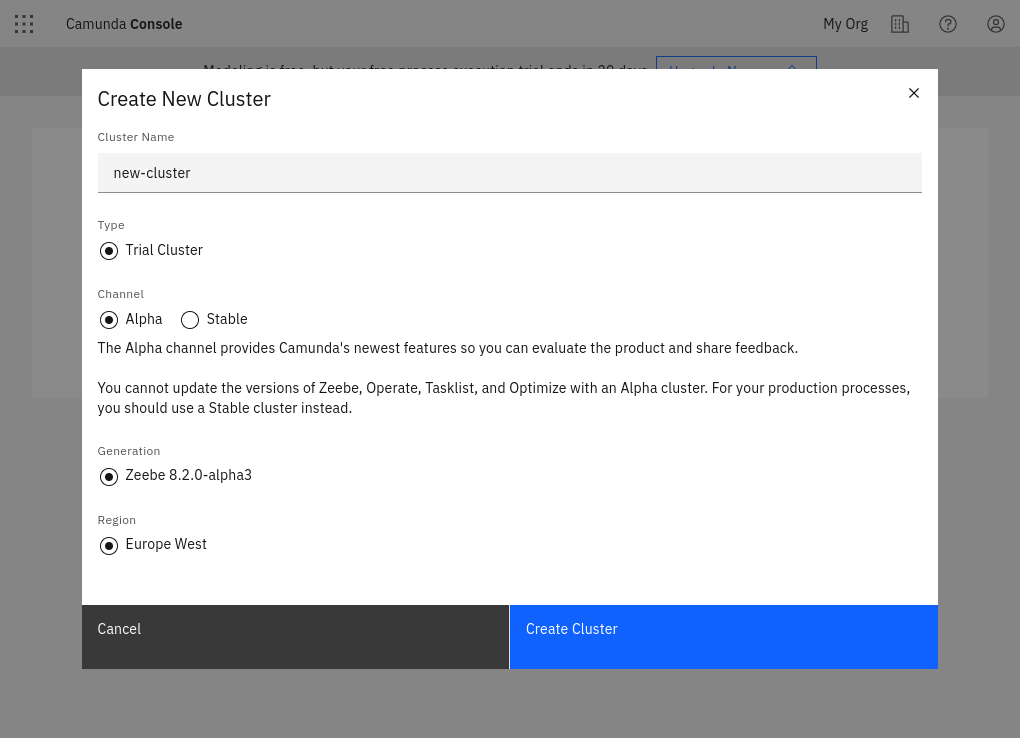 Camunda Console
My Org
Modeling is free, but your free process execution trial ends in 30 days.
Create New Cluster
Cluster Name
new-cluster
Type
Trial Cluster
Channel
Alpha Stable
The Alpha channel provides Camunda's newest features so you can evaluate the product and share feedback.
You cannot update the versions of Zeebe, Operate, Tasklist, and Optimize with an Alpha cluster. For your production processes,
you should use a Stable cluster instead.
Generation
Zeebe 8.2.0-alpha3
Region
Europe West
Cancel
Create Cluster